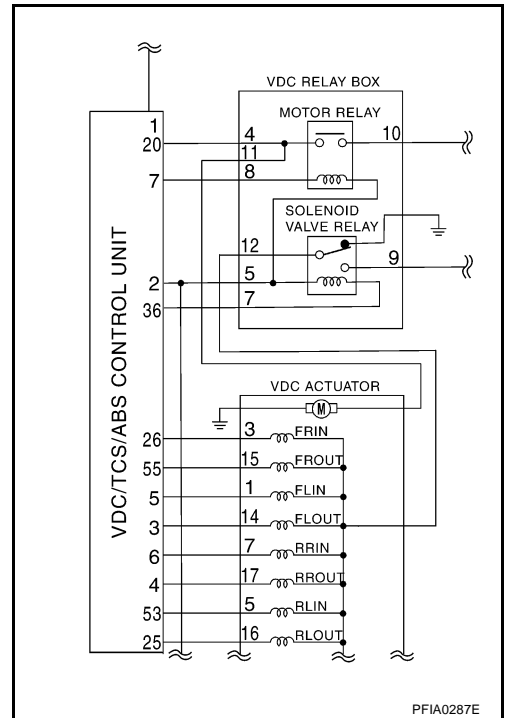 VDC RELAY BOX
MOTOR RELAY
1
20 4 10
11
7 8
SOLENOID
VALVE RELAY
12
9
2 5
36 7
VDC/TCS/ABS CONTROL UNIT
VDC ACTUATOR
M
26 3 FRIN
55 15 FROUT
5 1 FLIN
3 14 FLOUT
6 7 RRIN
4 17 RROUT
53 5 RLIN
25 16 RLOUT
PFIA0287E